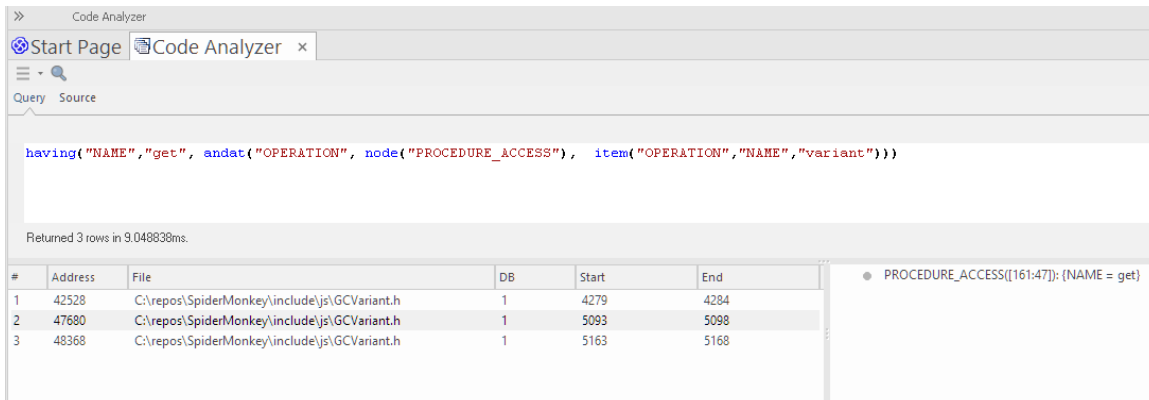 Code Analyzer
Start Page Code Analyzer ×
Query Source
having("NAME","get", andat("OPERATION", node("PROCEDURE_ACCESS"), item("OPERATION","NAME","variant")))
Returned 3 rows in 9.048838ms.
# Address File DB Start End
1 42528 C:\repos\SpiderMonkey\include\js\GCVariant.h 1 4279 4284
2 47680 C:\repos\SpiderMonkey\include\js\GCVariant.h 1 5093 5098
3 48368 C:\repos\SpiderMonkey\include\js\GCVariant.h 1 5163 5168
PROCEDURE_ACCESS([161:47]): {NAME = get}